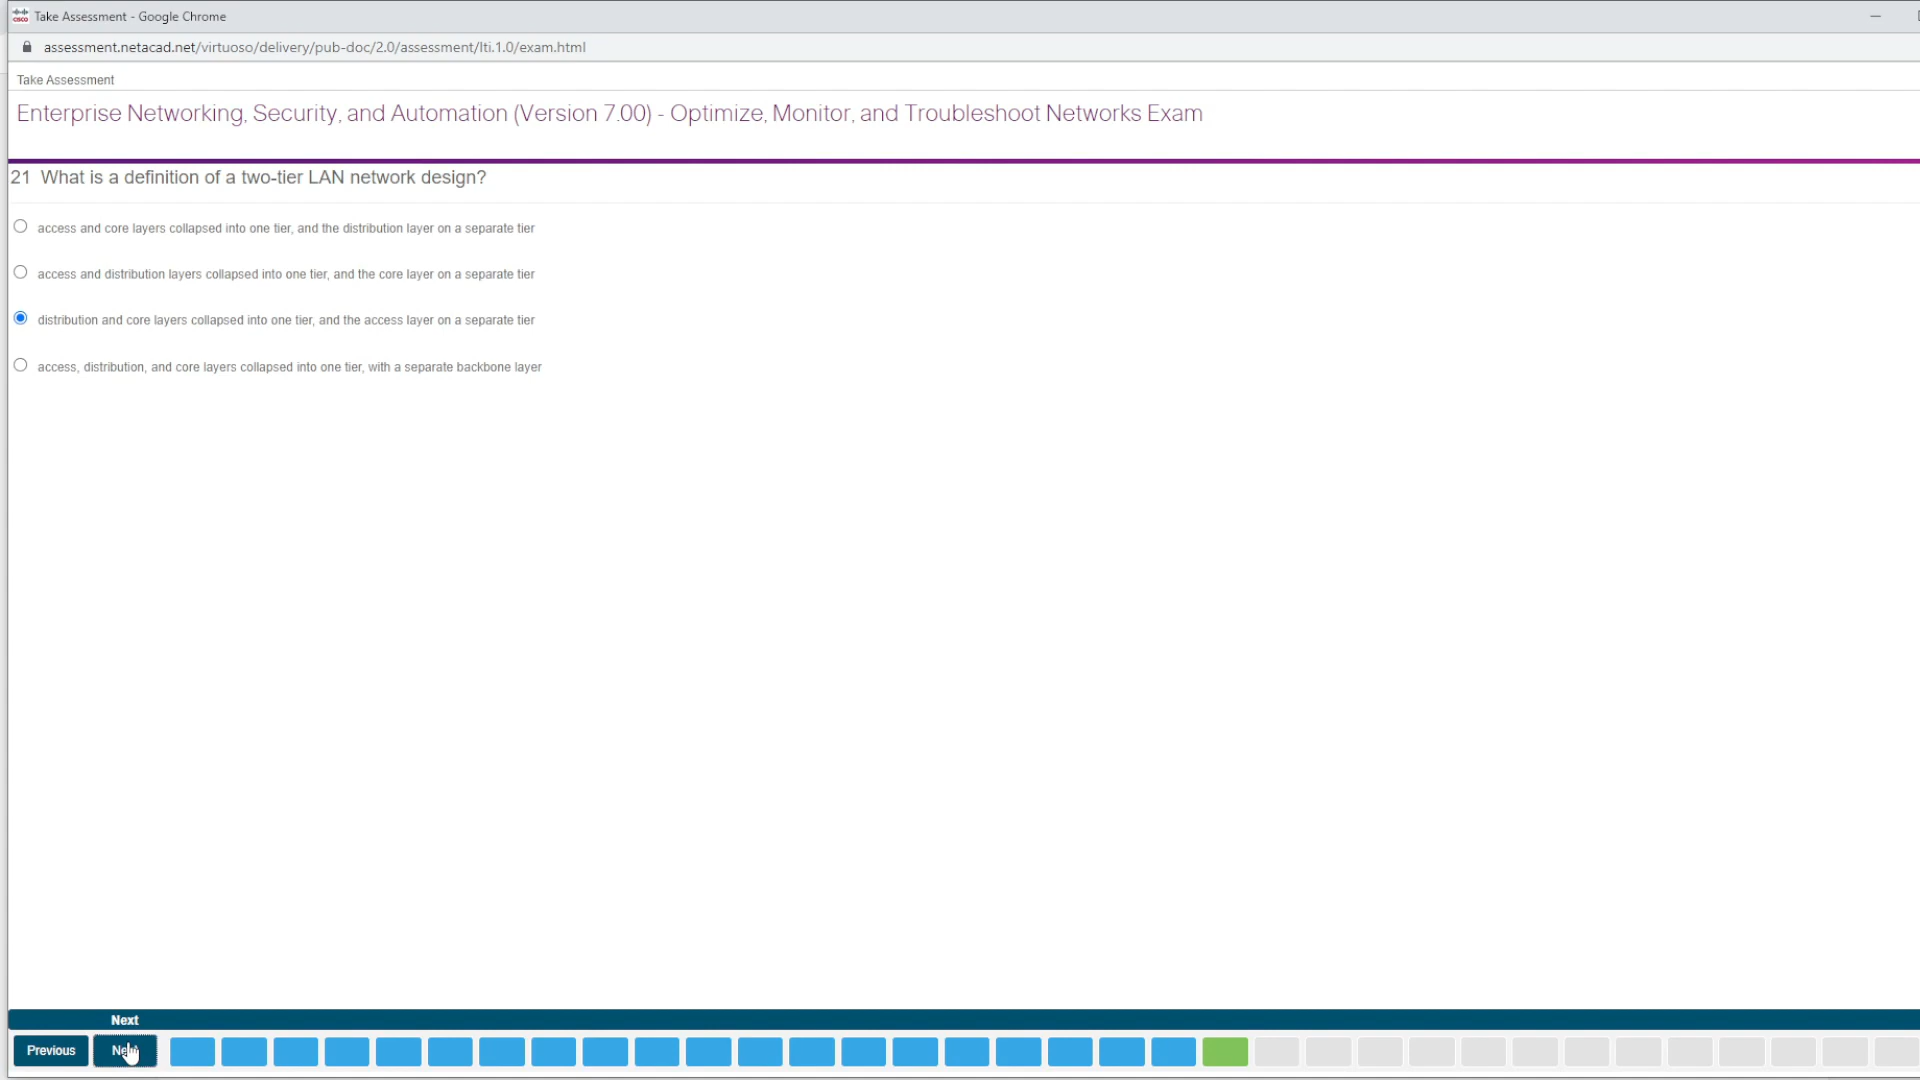 Take Assessment - Google Chrome
assessment.netacad.net/virtuoso/delivery/pub-doc/2.0/assessment/lti.1.0/exam.html
Take Assessment
Enterprise Networking, Security, and Automation (Version 7.00) - Optimize, Monitor, and Troubleshoot Networks Exam
21 What is a definition of a two-tier LAN network design?
access and core layers collapsed into one tier, and the distribution layer on a separate tier
access and distribution layers collapsed into one tier, and the core layer on a separate tier
distribution and core layers collapsed into one tier, and the access layer on a separate tier
access, distribution, and core layers collapsed into one tier, with a separate backbone layer
Next
Previous Next